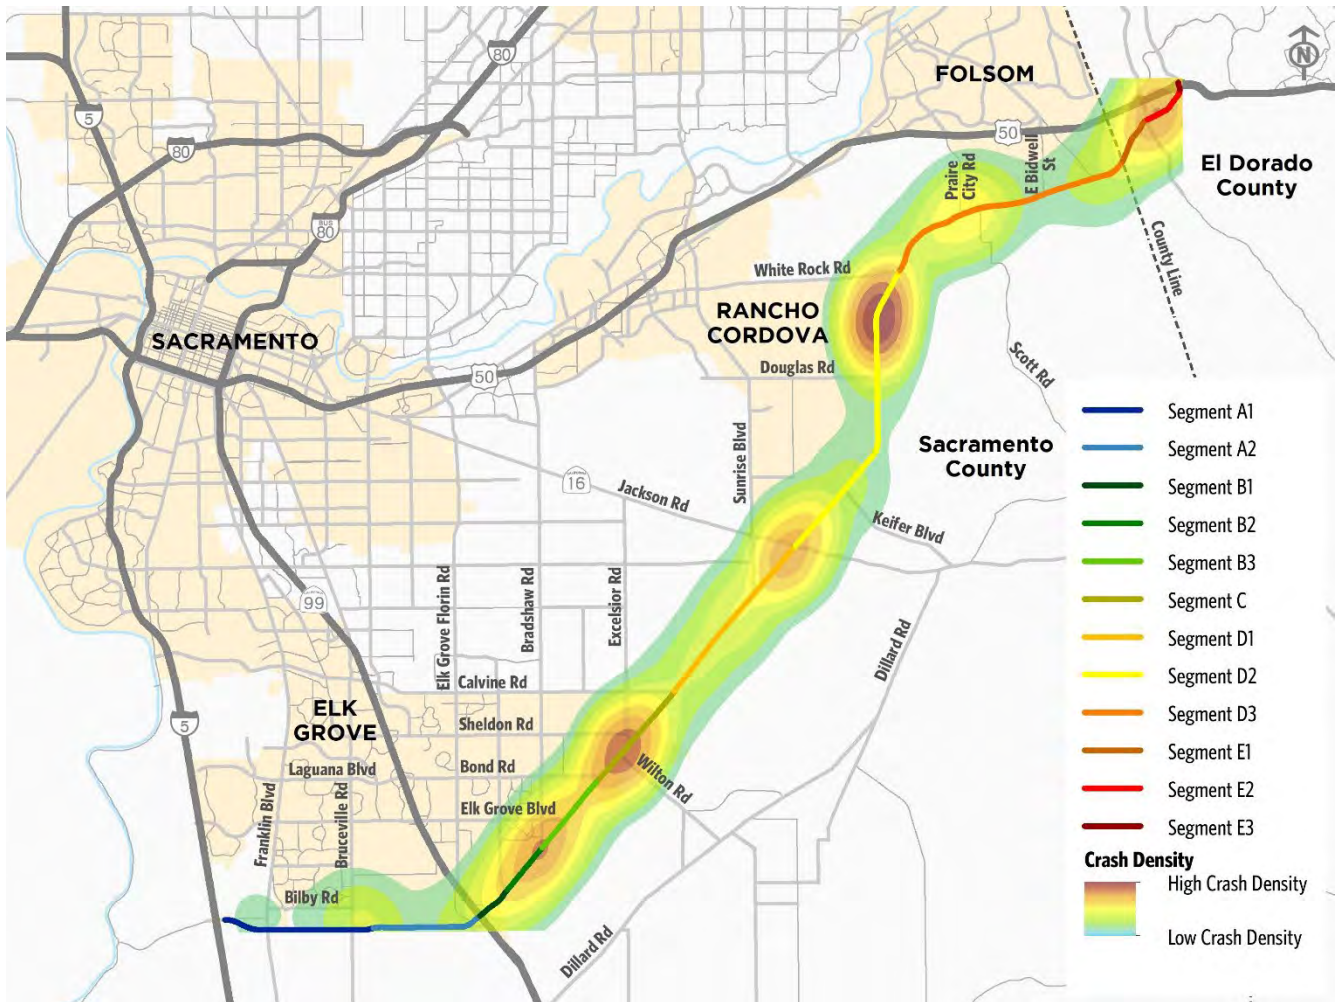 80
5
N
FOLSOM
80
50
El Dorado
County
Praire
City Rd
E Bidwell
St
BUS
80
County Line
White Rock Rd
RANCHO
CORDOVA
SACRAMENTO
50
Douglas Rd
Scott Rd
Sunrise Blvd
Sacramento
County
16
Jackson Rd
Keifer Blvd
99
Elk Grove Florin Rd
Bradshaw Rd
Excelsior Rd
Dillard Rd
Calvine Rd
ELK
GROVE
Sheldon Rd
5
Laguana Blvd
Bond Rd
Wilton Rd
Franklin Blvd
Bruceville Rd
Elk Grove Blvd
Bilby Rd
Dillard Rd
Segment A1
Segment A2
Segment B1
Segment B2
Segment B3
Segment C
Segment D1
Segment D2
Segment D3
Segment E1
Segment E2
Segment E3
Crash Density
High Crash Density
Low Crash Density